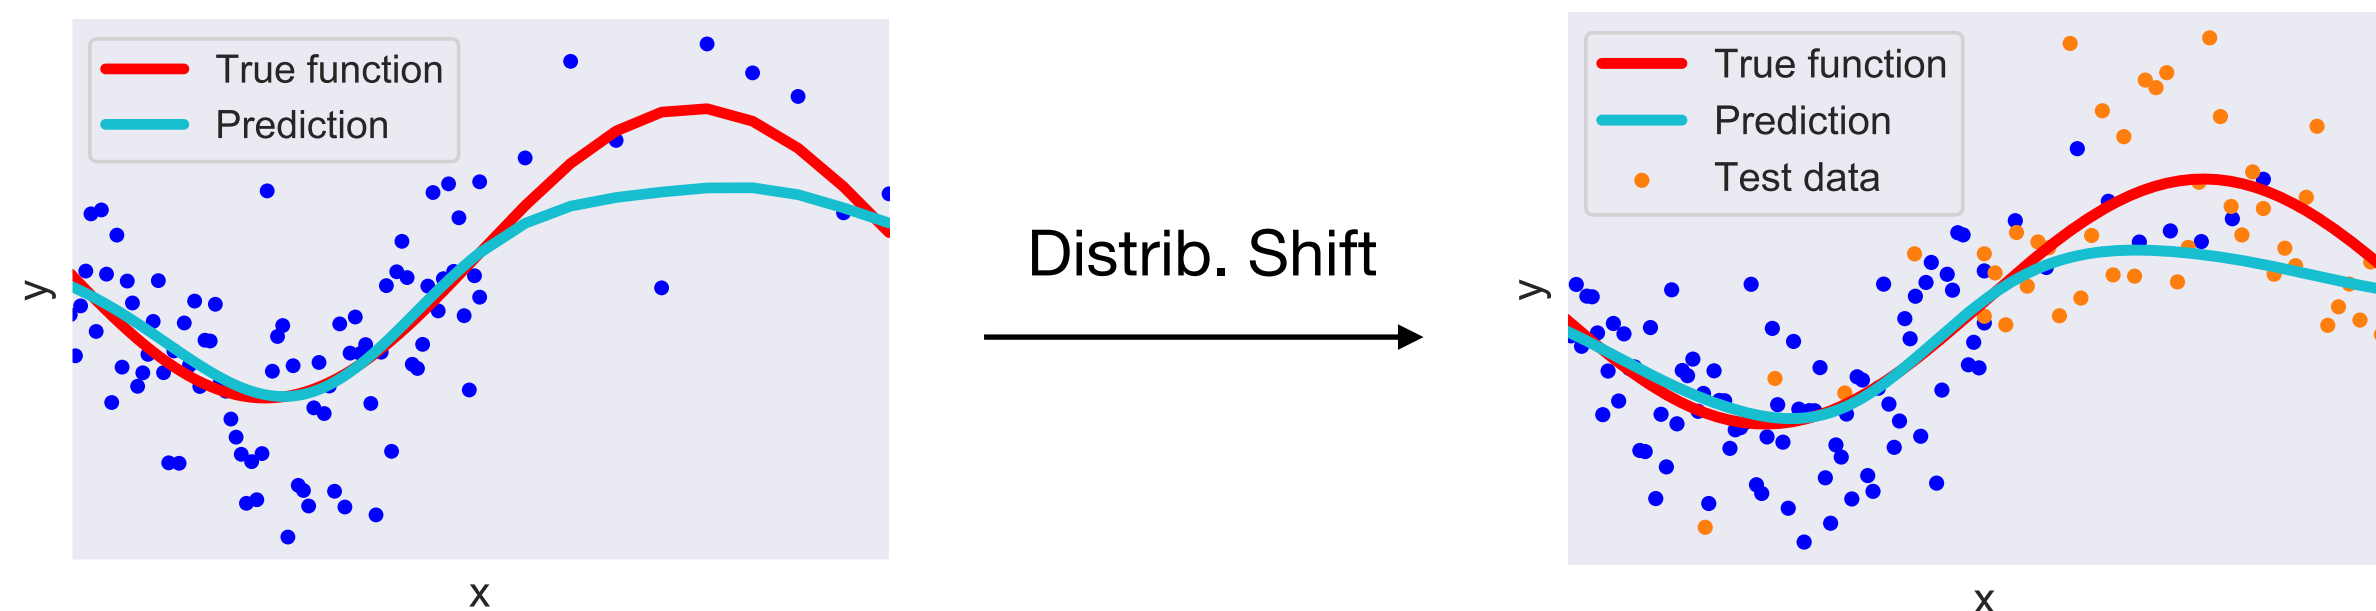 True function
Prediction
y
x
Distrib. Shift
True function
Prediction
Test data
y
x